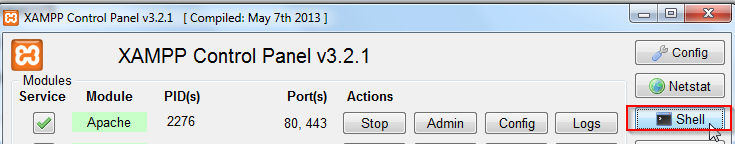 XAMPP Control Panel v3.2.1 [ Compiled: May 7th 2013 ]
XAMPP Control Panel v3.2.1
Config
Modules
Service Module PID(s) Port(s) Actions
Netstat
Apache 2276 80, 443 Stop Admin Config Logs
Shell